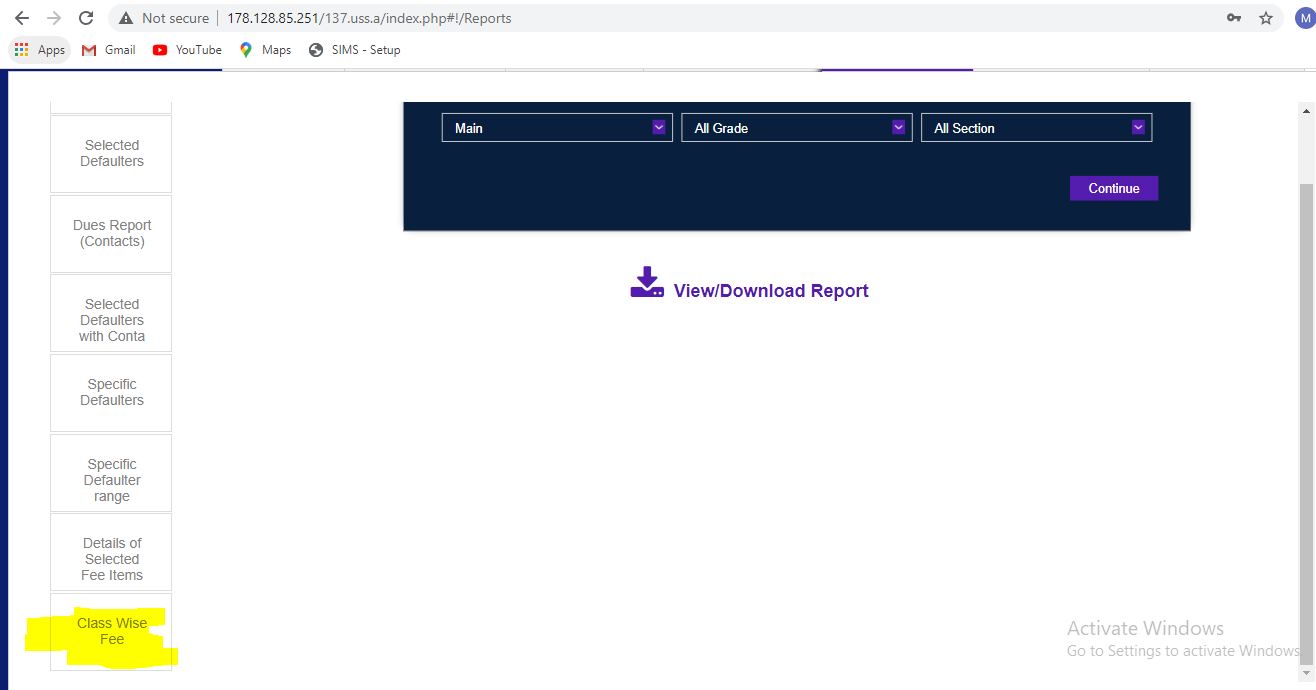 Not secure | 178.128.85.251/137.uss.a/index.php#!/Reports
M
Apps Gmail YouTube Maps SIMS - Setup
Main All Grade All Section
Continue
View/Download Report
Selected
Defaulters
Dues Report
(Contacts)
Selected
Defaulters
with Conta
Specific
Defaulters
Specific
Defaulter
range
Details of
Selected
Fee Items
Class Wise
Fee
Activate Windows
Go to Settings to activate Windows.